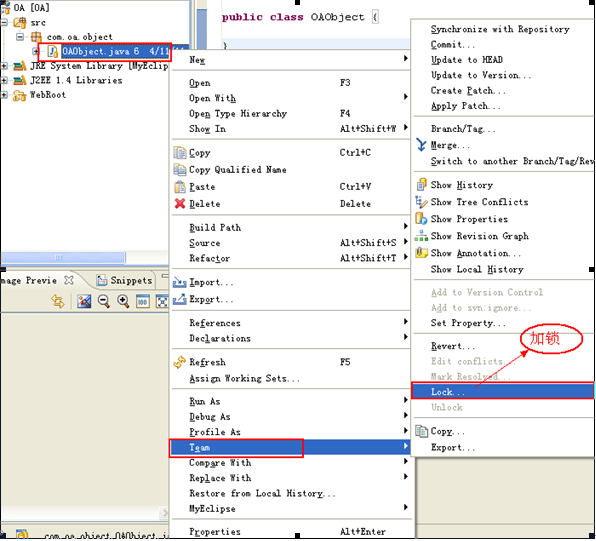 OA [OA]
src
com.oa.object
OAObject.java 6 4/11
JRE System Library [MyEclips
J2EE 1.4 Libraries
WebRoot
public class OAObject {
}
mage Previe
Snippets
New
Open F3
Open With
Open Type Hierarchy F4
Show In Alt+Shift+W
Copy Ctrl+C
Copy Qualified Name
Paste Ctrl+V
Delete Delete
Build Path
Source Alt+Shift+S
Refactor Alt+Shift+T
Import...
Export...
References
Declarations
Refresh F5
Assign Working Sets...
Run As
Debug As
Profile As
Team
Compare With
Replace With
Restore from Local History...
MyEclipse
Properties Alt+Enter
Synchronize with Repository
Commit...
Update to HEAD
Update to Version...
Create Patch...
Apply Patch...
Branch/Tag...
Merge...
Switch to another Branch/Tag/Rev
Show History
Show Tree Conflicts
Show Properties
Show Revision Graph
Show Annotation...
Show Local History
Add to Version Control
Add to svn:ignore...
Set Property...
Revert...
Edit conflicts
Mark Resolved...
Lock...
Unlock
Copy...
Export...
加锁
com.oa.object.OAObject.ja